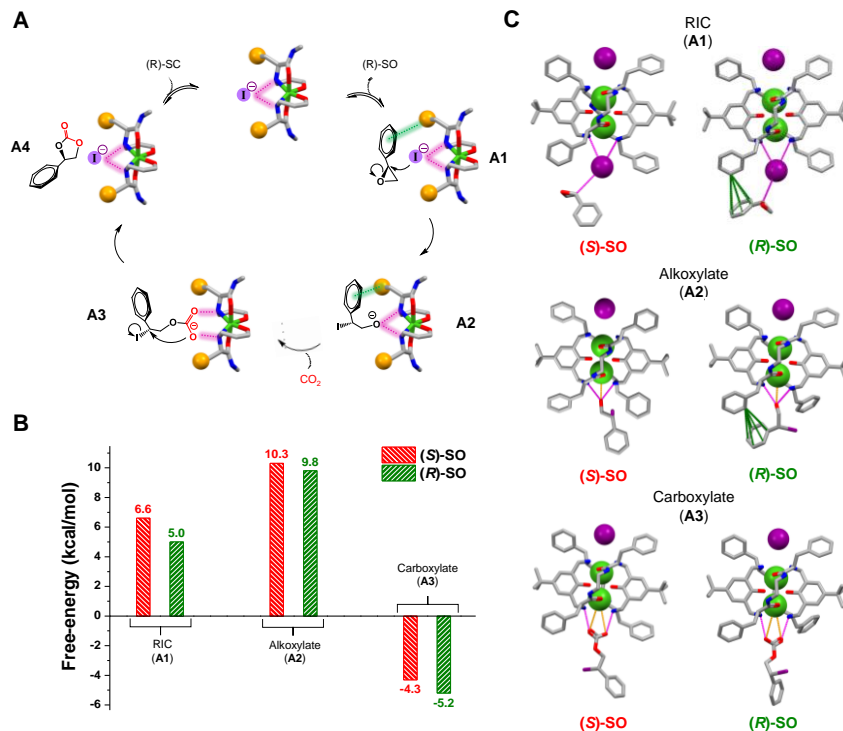 A
(R)-SC
(R)-SO
I⊖
A4
O
O
O
I⊖
I⊖
O
A1
A3
O
O
O
⊖
I
I
O
⊖
A2
CO2
B
Free-energy (kcal/mol)
10
8
6
4
2
0
-2
-4
-6
6.6
5.0
10.3
9.8
-4.3
-5.2
(S)-SO
(R)-SO
RIC
(A1)
Alkoxylate
(A2)
Carboxylate
(A3)
C
RIC
(A1)
(S)-SO
(R)-SO
Alkoxylate
(A2)
(S)-SO
(R)-SO
Carboxylate
(A3)
(S)-SO
(R)-SO